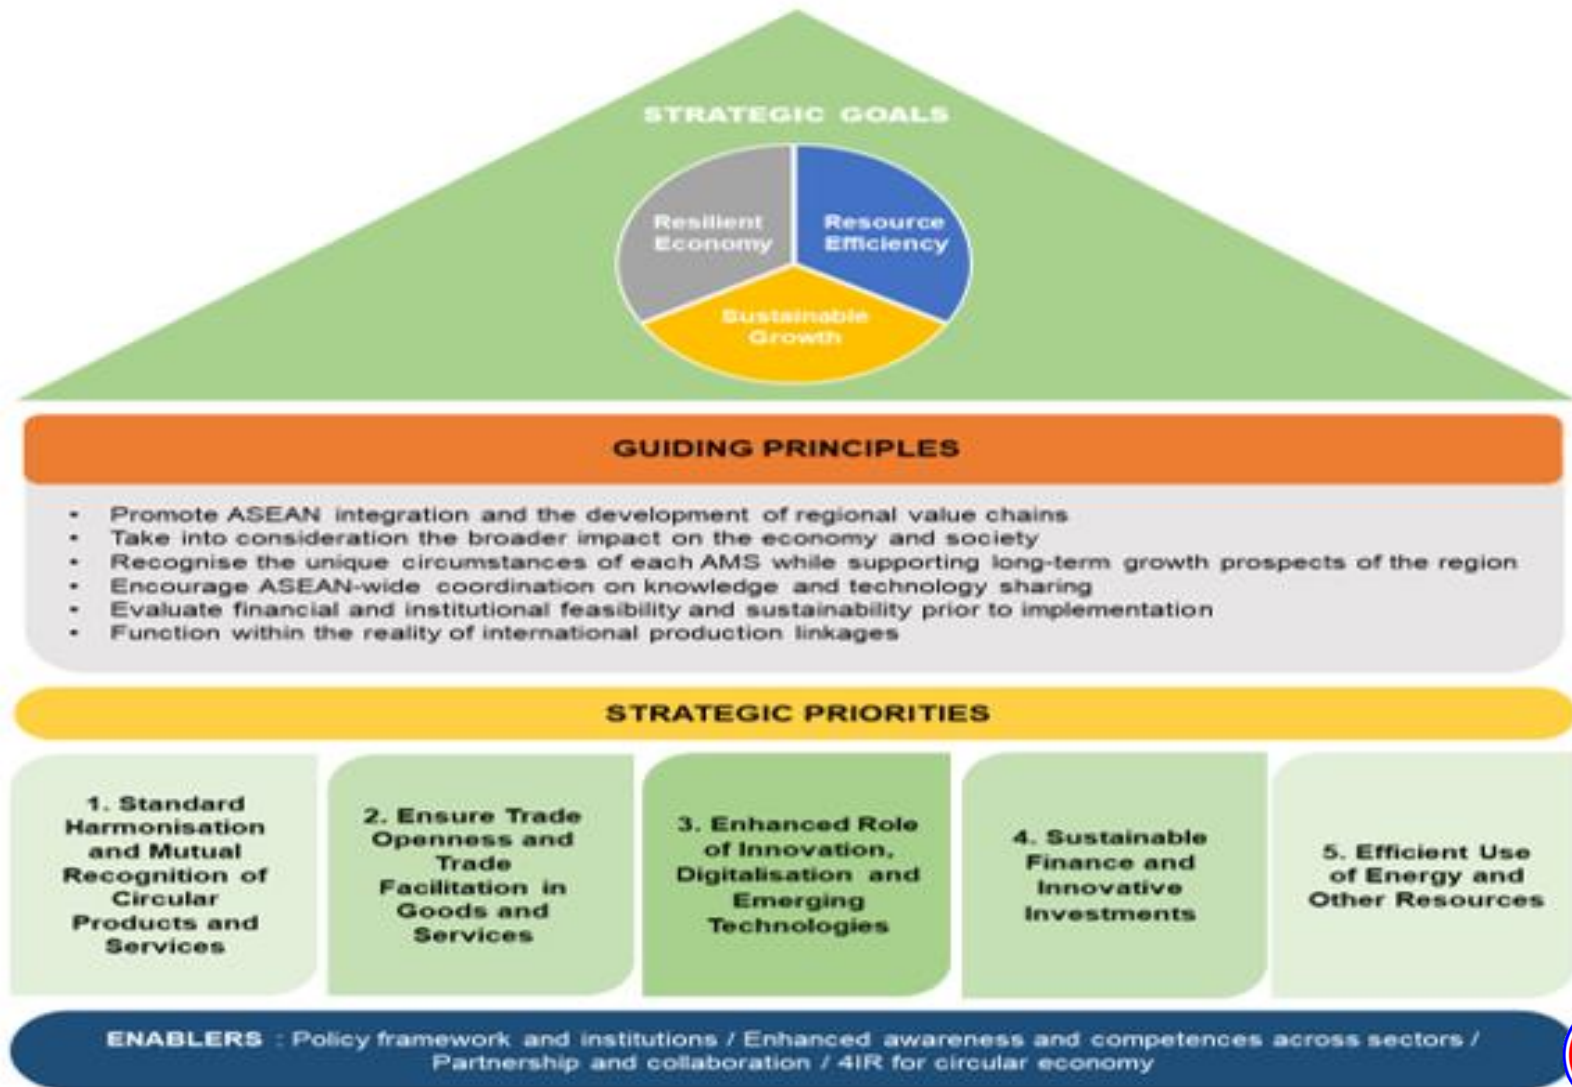 STRATEGIC GOALS
Resilient
Economy
Resource
Efficiency
Sustainable
Growth
GUIDING PRINCIPLES
• Promote ASEAN integration and the development of regional value chains
• Take into consideration the broader impact on the economy and society
• Recognise the unique circumstances of each AMS while supporting long-term growth prospects of the region
• Encourage ASEAN-wide coordination on knowledge and technology sharing
• Evaluate financial and institutional feasibility and sustainability prior to implementation
• Function within the reality of international production linkages
STRATEGIC PRIORITIES
1. Standard
Harmonisation
and Mutual
Recognition of
Circular
Products and
Services
2. Ensure Trade
Openness and
Trade
Facilitation in
Goods and
Services
3. Enhanced Role
of Innovation,
Digitalisation and
Emerging
Technologies
4. Sustainable
Finance and
Innovative
Investments
5. Efficient Use
of Energy and
Other Resources
ENABLERS : Policy framework and institutions / Enhanced awareness and competences across sectors /
Partnership and collaboration / 4IR for circular economy